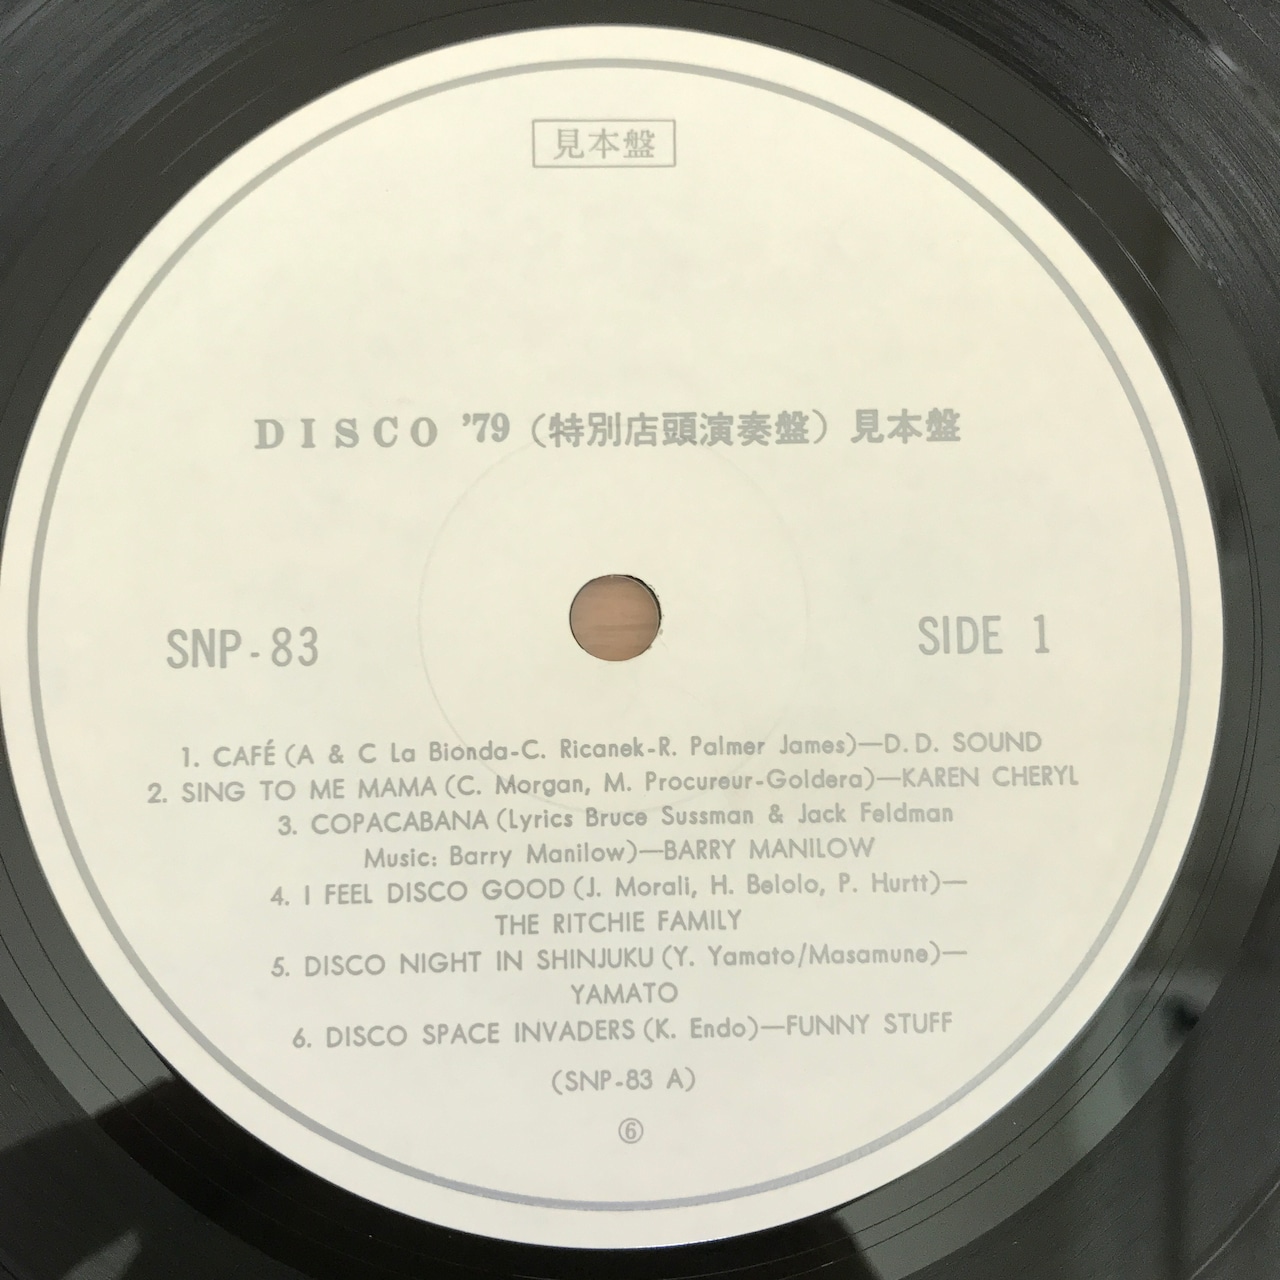 見本盤
DISCO '79（特別店頭演奏盤）見本盤
SNP-83
SIDE 1
1. CAFÉ (A & C La Bionda-C. Ricanek-R. Palmer James)—D.D. SOUND
2. SING TO ME MAMA (C. Morgan, M. Procureur-Goldera)—KAREN CHERYL
3. COPACABANA (Lyrics Bruce Sussman & Jack Feldman
Music: Barry Manilow)—BARRY MANILOW
4. I FEEL DISCO GOOD (J. Morali, H. Belolo, P. Hurtt)—
THE RITCHIE FAMILY
5. DISCO NIGHT IN SHINJUKU (Y. Yamato/Masamune)—
YAMATO
6. DISCO SPACE INVADERS (K. Endo)—FUNNY STUFF
(SNP-83 A)
⑥